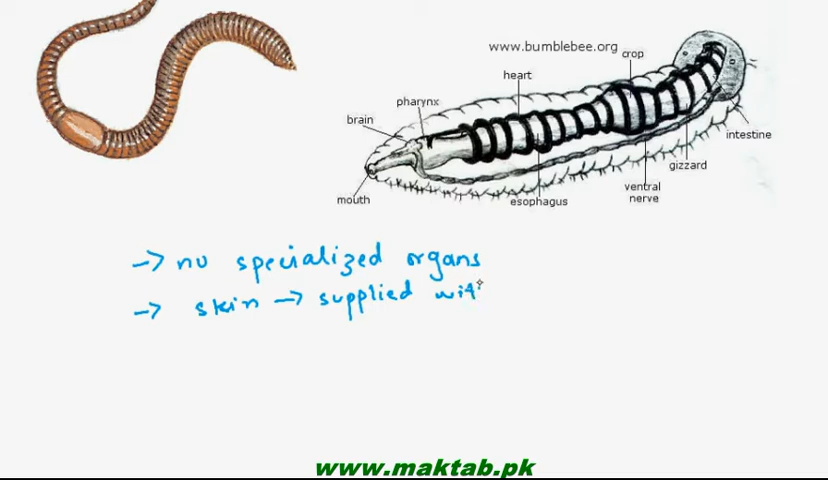 www.bumblebee.org
crop
heart
pharynx
brain
intestine
gizzard
ventral
nerve
mouth
esophagus
→ no specialized organs
→ skin → supplied wit
www.maktab.pk